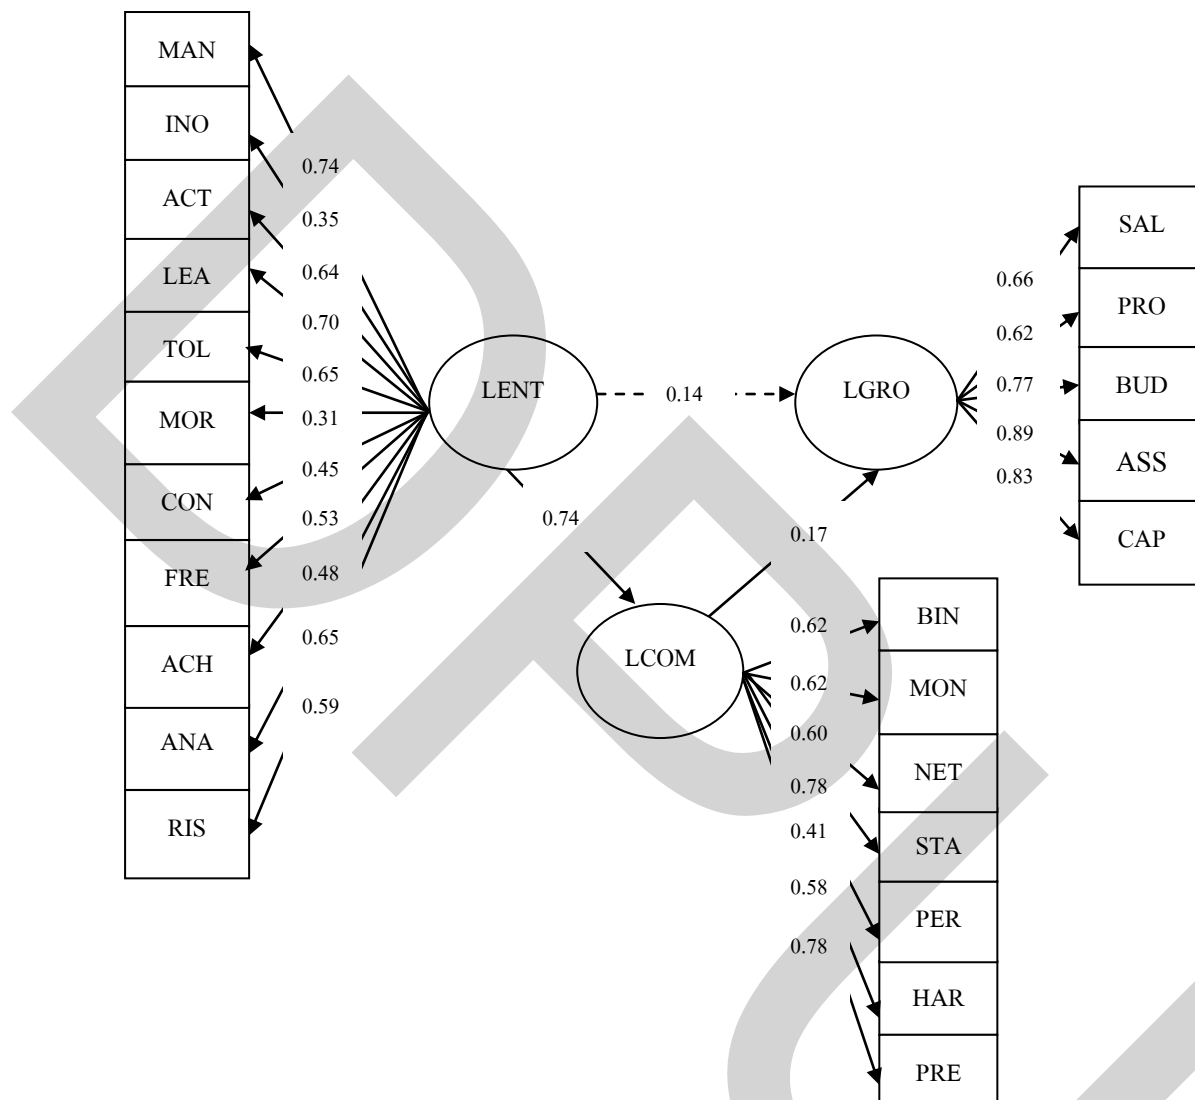 MAN
INO
ACT
LEA
TOL
MOR
CON
FRE
ACH
ANA
RIS
0.74
0.35
0.64
0.70
0.65
0.31
0.45
0.53
0.48
0.65
0.59
LENT
0.14
LGRO
0.74
0.17
LCOM
0.66
0.62
0.77
0.89
0.83
SAL
PRO
BUD
ASS
CAP
0.62
0.62
0.60
0.78
0.41
0.58
0.78
BIN
MON
NET
STA
PER
HAR
PRE